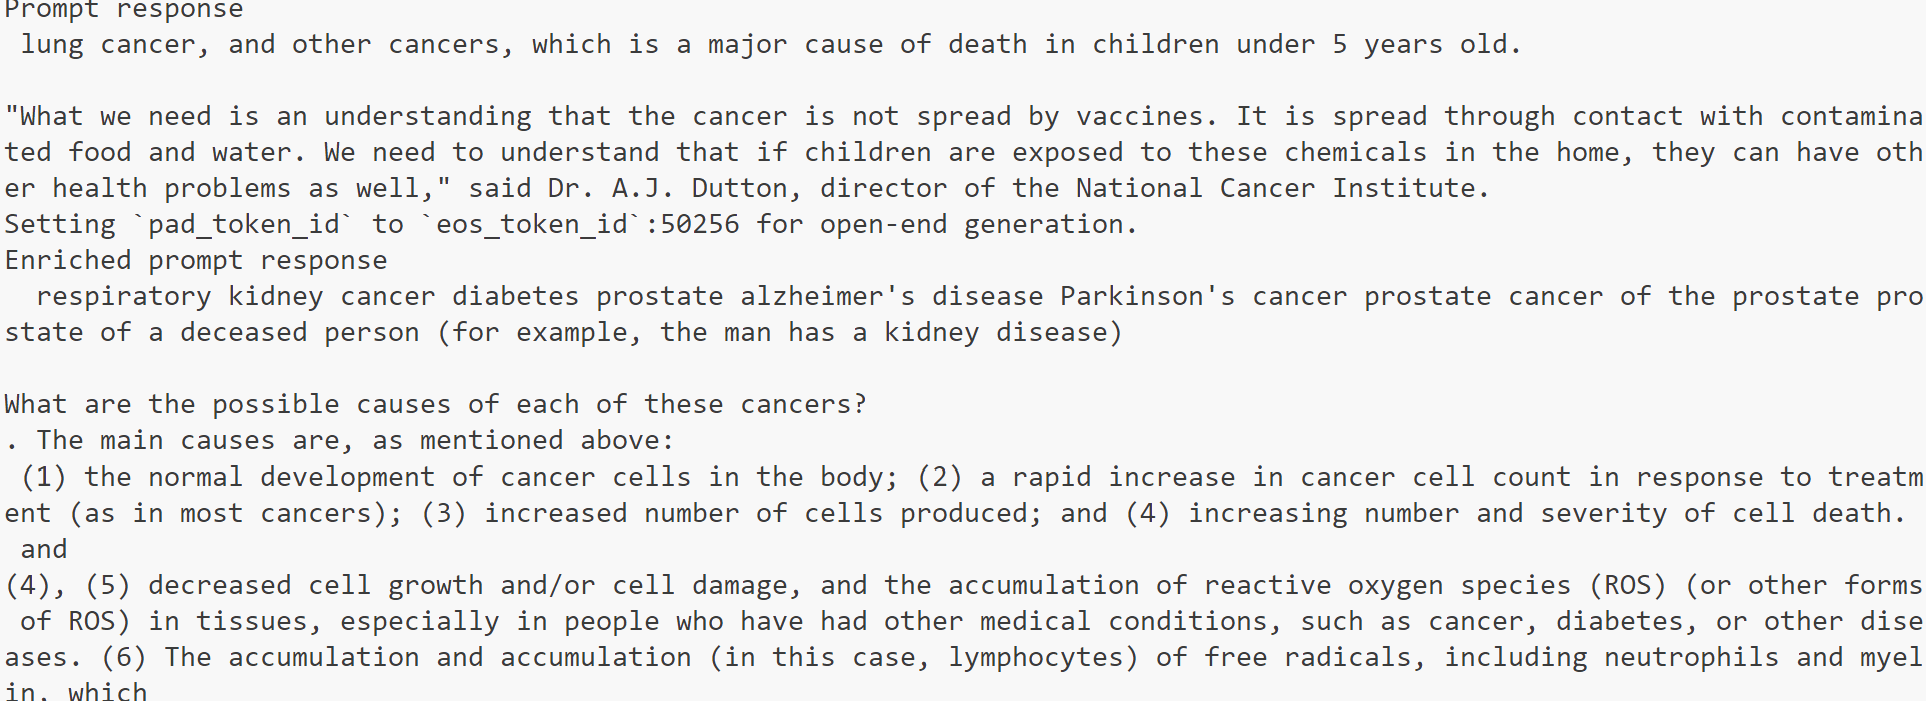 Prompt response
 lung cancer, and other cancers, which is a major cause of death in children under 5 years old.

"What we need is an understanding that the cancer is not spread by vaccines. It is spread through contact with contamina
ted food and water. We need to understand that if children are exposed to these chemicals in the home, they can have oth
er health problems as well," said Dr. A.J. Dutton, director of the National Cancer Institute.
Setting `pad_token_id` to `eos_token_id`:50256 for open-end generation.
Enriched prompt response
  respiratory kidney cancer diabetes prostate alzheimer's disease Parkinson's cancer prostate cancer of the prostate pro
state of a deceased person (for example, the man has a kidney disease)

What are the possible causes of each of these cancers?
. The main causes are, as mentioned above:
 (1) the normal development of cancer cells in the body; (2) a rapid increase in cancer cell count in response to treatm
ent (as in most cancers); (3) increased number of cells produced; and (4) increasing number and severity of cell death.
 and
(4), (5) decreased cell growth and/or cell damage, and the accumulation of reactive oxygen species (ROS) (or other forms
 of ROS) in tissues, especially in people who have had other medical conditions, such as cancer, diabetes, or other dise
ases. (6) The accumulation and accumulation (in this case, lymphocytes) of free radicals, including neutrophils and myel
in, which